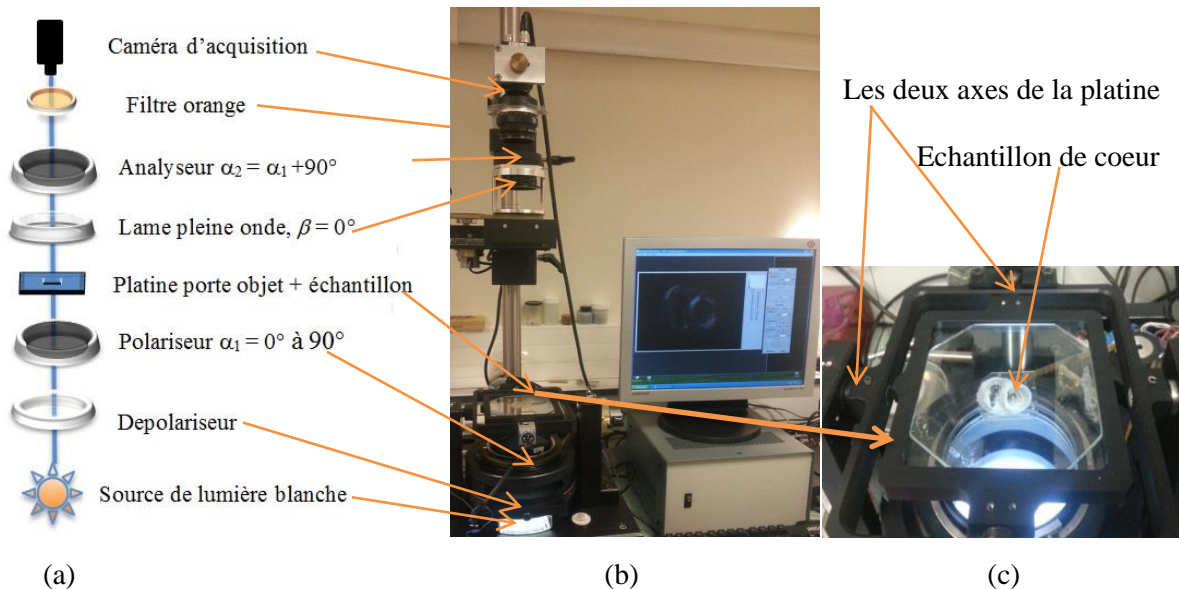 Caméra d'acquisition
Filtre orange
Analyseur α₂ = α₁ +90°
Lame pleine onde, β = 0°
Platine porte objet + échantillon
Polariseur α₁ = 0° à 90°
Depolariseur
Source de lumière blanche
Les deux axes de la platine
Echantillon de coeur
(a)
(b)
(c)